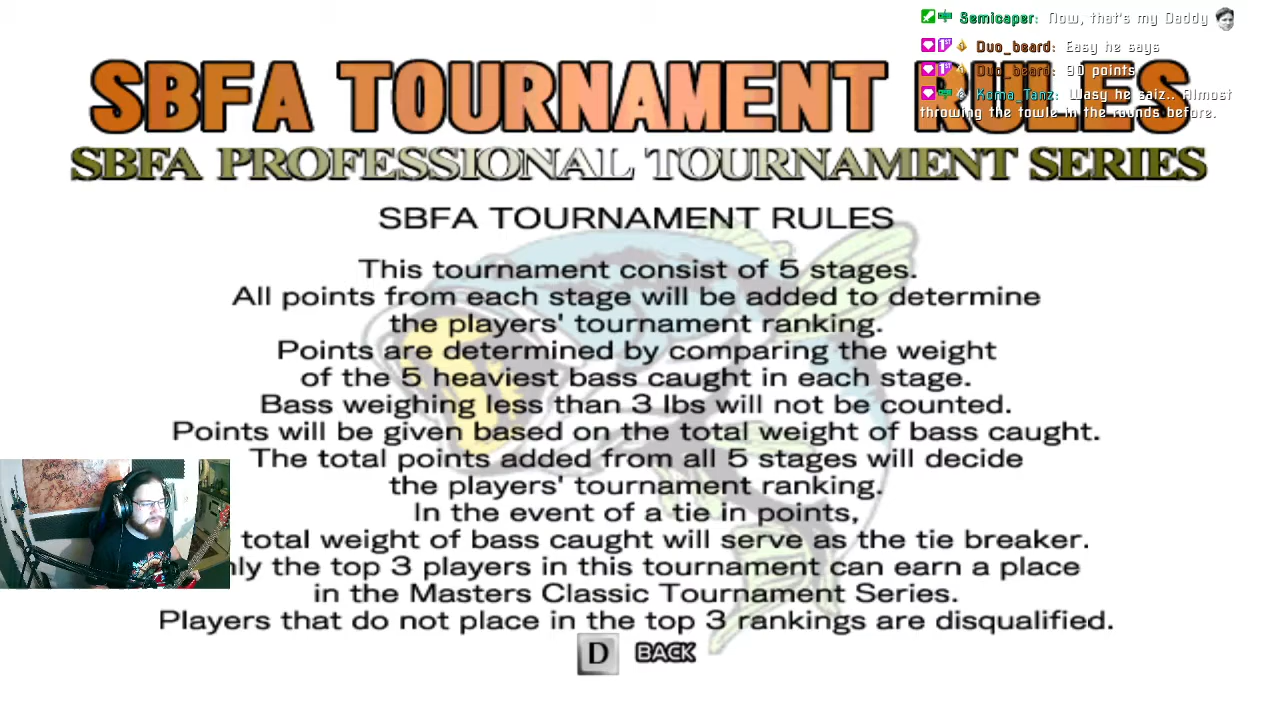 Semicaper: Now, that's my Daddy
Duo_beard: Easy he says
Duo_beard: 90 points
Koma_Tanz: Wasy he saiz.. Almost
throwing the towle in the rounds before.
SBFA TOURNAMENT RULES
SBFA PROFESSIONAL TOURNAMENT SERIES
SBFA TOURNAMENT RULES
This tournament consist of 5 stages.
All points from each stage will be added to determine
the players' tournament ranking.
Points are determined by comparing the weight
of the 5 heaviest bass caught in each stage.
Bass weighing less than 3 lbs will not be counted.
Points will be given based on the total weight of bass caught.
The total points added from all 5 stages will decide
the players' tournament ranking.
In the event of a tie in points,
total weight of bass caught will serve as the tie breaker.
nly the top 3 players in this tournament can earn a place
in the Masters Classic Tournament Series.
Players that do not place in the top 3 rankings are disqualified.
D BACK